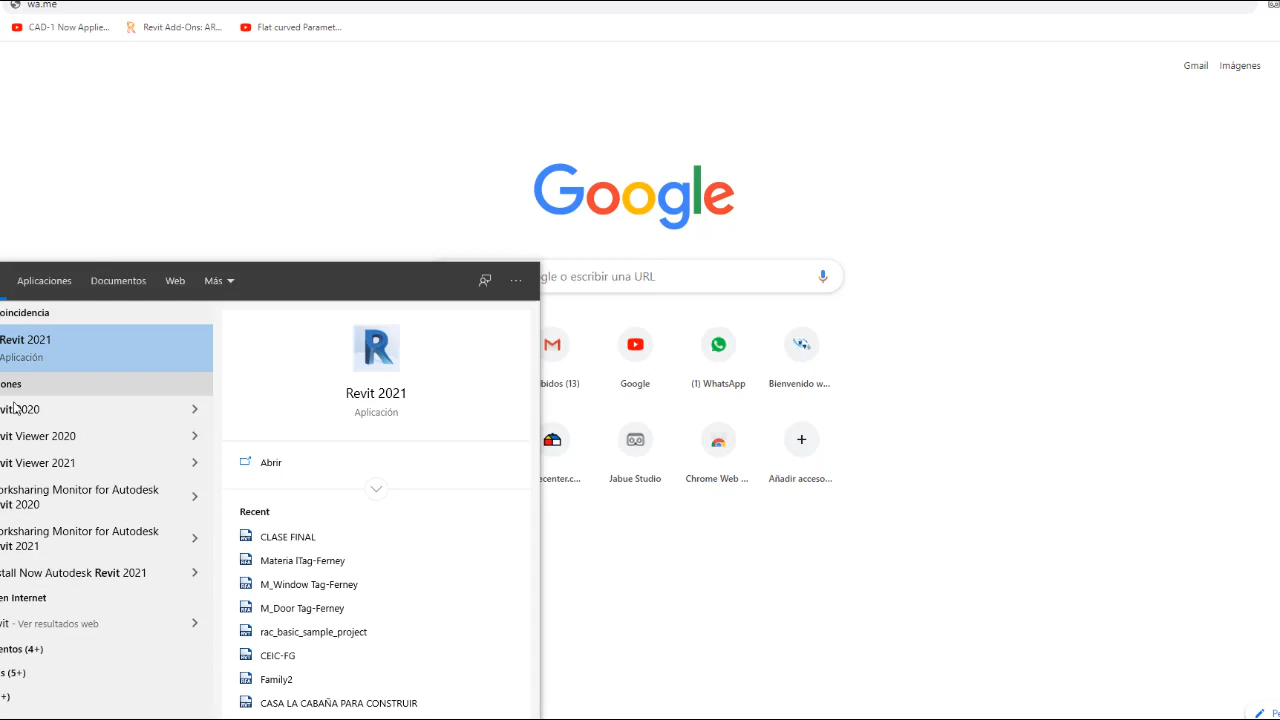 wa.me
CAD-1 Now Applie...
Revit Add-Ons: AR...
Flat curved Paramet...
Gmail Imágenes
Google
gle o escribir una URL
bidos (13)
Google
(1) WhatsApp
Bienvenido w...
ecenter.c...
Jabue Studio
Chrome Web ...
Añadir acceso...
Aplicaciones Documentos Web Más
oincidencia
Revit 2021
Aplicación
ones
vit 2020
vit Viewer 2020
vit Viewer 2021
orksharing Monitor for Autodesk
vit 2020
orksharing Monitor for Autodesk
vit 2021
stall Now Autodesk Revit 2021
en Internet
vit - Ver resultados web
entos (4+)
s (5+)
+)
R
Revit 2021
Aplicación
Abrir
Recent
CLASE FINAL
Materia lTag-Ferney
M_Window Tag-Ferney
M_Door Tag-Ferney
rac_basic_sample_project
CEIC-FG
Family2
CASA LA CABAÑA PARA CONSTRUIR